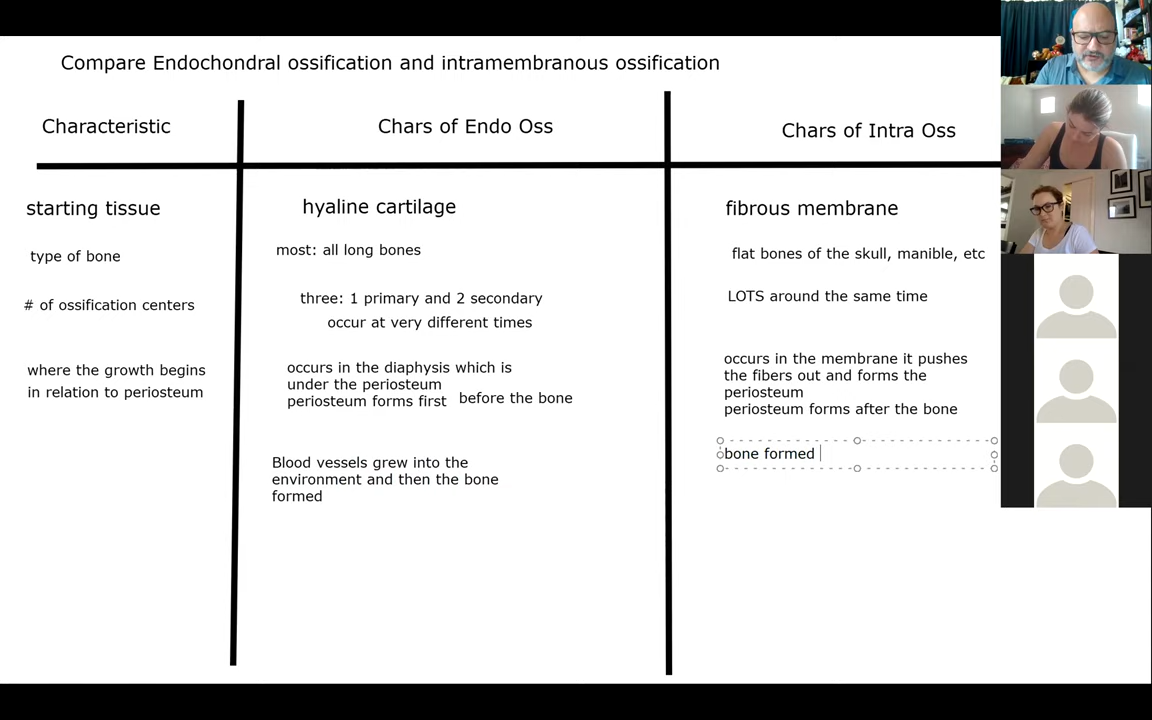 Compare Endochondral ossification and intramembranous ossification
Characteristic
Chars of Endo Oss
Chars of Intra Oss
starting tissue
hyaline cartilage
fibrous membrane
type of bone
most: all long bones
flat bones of the skull, manible, etc
# of ossification centers
three: 1 primary and 2 secondary
occur at very different times
LOTS around the same time
where the growth begins
in relation to periosteum
occurs in the diaphysis which is
under the periosteum
periosteum forms first
before the bone
occurs in the membrane it pushes
the fibers out and forms the
periosteum
periosteum forms after the bone
Blood vessels grew into the
environment and then the bone
formed
bone formed